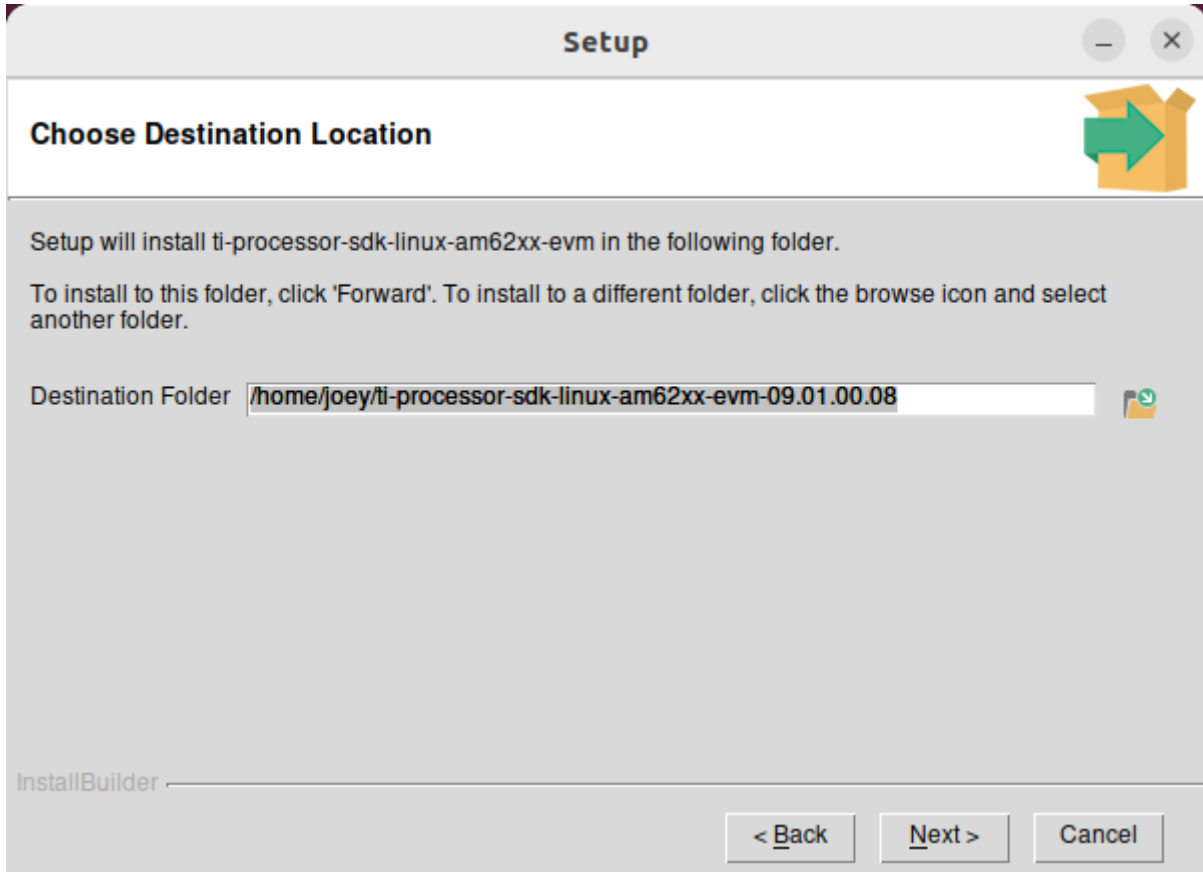 Setup
Choose Destination Location
Setup will install ti-processor-sdk-linux-am62xx-evm in the following folder.
To install to this folder, click 'Forward'. To install to a different folder, click the browse icon and select
another folder.
Destination Folder /home/joey/ti-processor-sdk-linux-am62xx-evm-09.01.00.08
InstallBuilder
< Back Next > Cancel